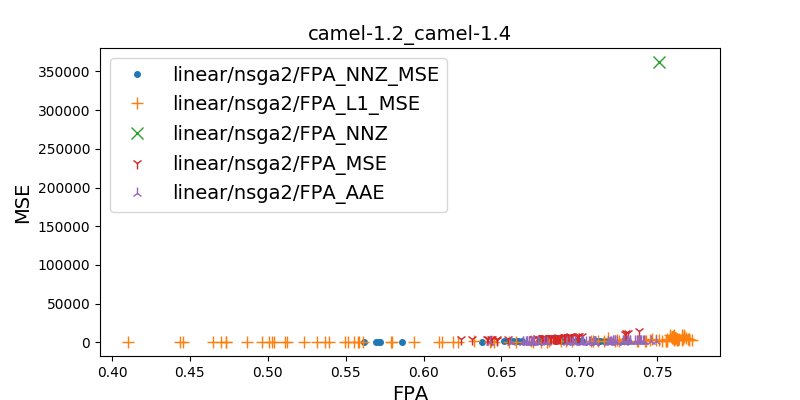 camel-1.2_camel-1.4
linear/nsga2/FPA_NNZ_MSE
linear/nsga2/FPA_L1_MSE
linear/nsga2/FPA_NNZ
linear/nsga2/FPA_MSE
linear/nsga2/FPA_AAE
MSE
350000
300000
250000
200000
150000
100000
50000
0
0.40 0.45 0.50 0.55 0.60 0.65 0.70 0.75
FPA